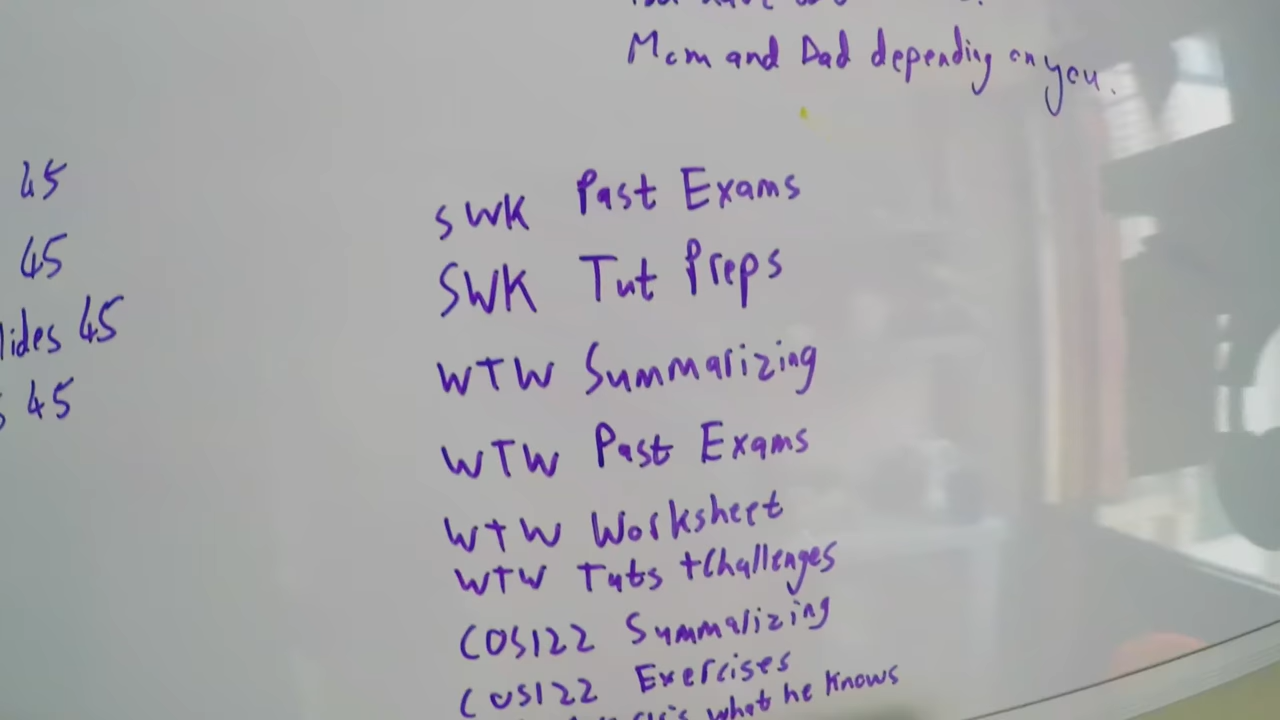 Mom and Dad depending on you.
45
45
lides 45
45
SWK Past Exams
SWK Tut Preps
WTW Summarizing
WTW Past Exams
WTW Worksheet
WTW Tuts + Challenges
COS122 Summarizing
COS122 Exercises
what he knows